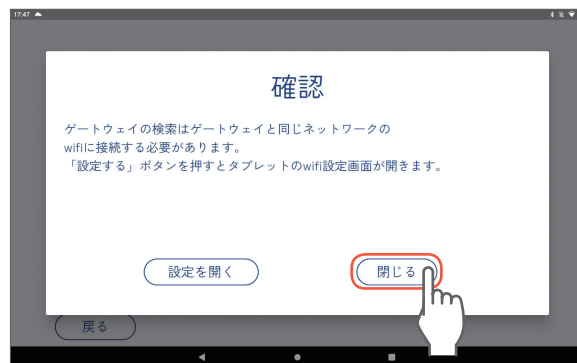 17:47
確認
ゲートウェイの検索はゲートウェイと同じネットワークの
wifiに接続する必要があります。
「設定する」ボタンを押すとタブレットのwifi設定画面が開きます。
設定を開く
閉じる
戻る